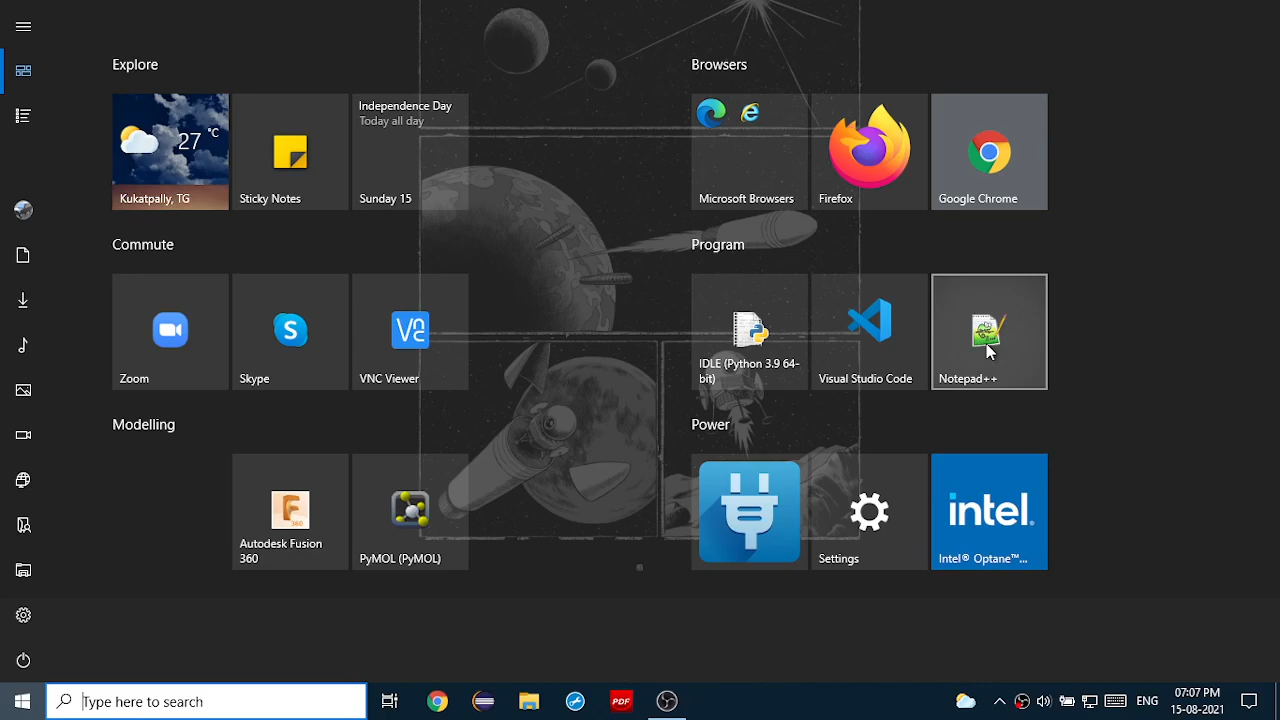 Explore
27 °C
Kukatpally, TG
Sticky Notes
Independence Day
Today all day
Sunday 15
Browsers
Microsoft Browsers
Firefox
Google Chrome
Commute
Zoom
S
Skype
VNC
VNC Viewer
Program
IDLE (Python 3.9 64-
bit)
Visual Studio Code
Notepad++
Modelling
F
360
Autodesk Fusion
360
PyMOL (PyMOL)
Power
Settings
intel.
Intel® Optane™...
Type here to search
PDF
ENG
07:07 PM
15-08-2021